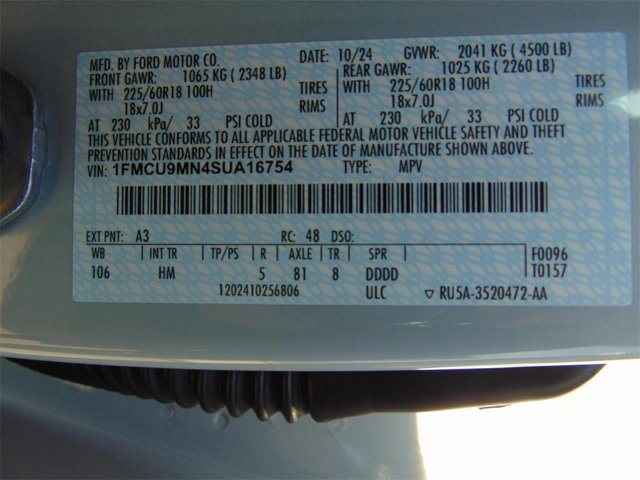 MFD. BY FORD MOTOR CO. 10/24 GVWR: 2041 KG ( 4500 LB)
FRONT GAWR: 1065 KG ( 2348 LB) REAR GAWR: 1025 KG ( 2260 LB)
WITH 225/60R18 100H TIRES WITH 225/60R18 100H TIRES
18x7.0J RIMS 18x7.0J RIMS
AT 230 kPa/ 33 PSI COLD AT 230 kPa/ 33 PSI COLD
THIS VEHICLE CONFORMS TO ALL APPLICABLE FEDERAL MOTOR VEHICLE SAFETY AND THEFT
PREVENTION STANDARDS IN EFFECT ON THE DATE OF MANUFACTURE SHOWN ABOVE.
VIN: 1FMCU9MN4SUA16754 TYPE: MPV
EXT PNT: A3 RC: 48 DSO:
WB INT TR TP/PS R AXLE TR SPR F0096
106 HM 5 81 8 DDDD T0157
1202410256806 ULC ▽ RU5A-3520472-AA